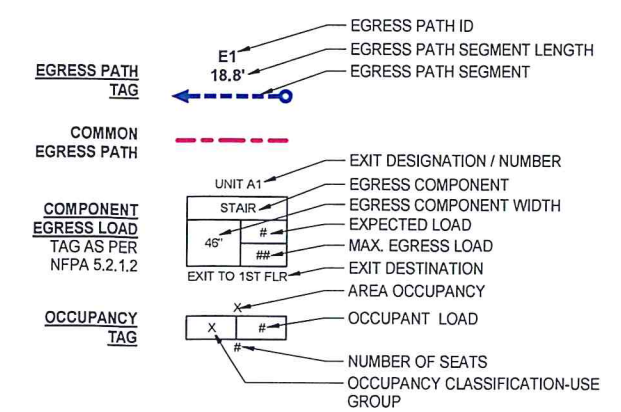 E1
18.8'
EGRESS PATH
TAG
EGRESS PATH ID
EGRESS PATH SEGMENT LENGTH
EGRESS PATH SEGMENT
COMMON
EGRESS PATH
COMPONENT
EGRESS LOAD
TAG AS PER
NFPA 5.2.1.2
UNIT A1
STAIR
46"
#
##
EXIT TO 1ST FLR
EXIT DESIGNATION / NUMBER
EGRESS COMPONENT
EGRESS COMPONENT WIDTH
EXPECTED LOAD
MAX. EGRESS LOAD
EXIT DESTINATION
AREA OCCUPANCY
OCCUPANCY
TAG
X
X
#
#
OCCUPANT LOAD
NUMBER OF SEATS
OCCUPANCY CLASSIFICATION-USE
GROUP